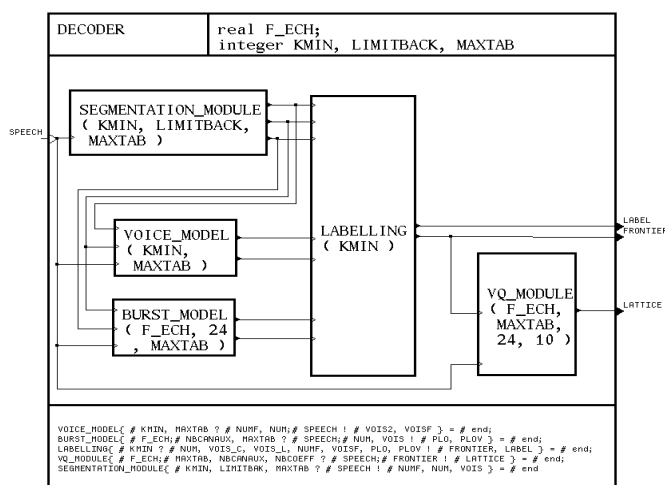 DECODER
real F_ECH;
integer KMIN, LIMITBACK, MAXTAB
SPEECH
SEGMENTATION_MODULE
( KMIN, LIMITBACK,
MAXTAB )
VOICE_MODEL
( KMIN,
MAXTAB )
BURST_MODEL
( F_ECH, 24
, MAXTAB )
LABELLING
( KMIN )
VQ_MODULE
( F_ECH,
MAXTAB,
24, 10 )
LABEL
FRONTIER
LATTICE
VOICE_MODEL{ # KMIN, MAXTAB ? # NUMF, NUM;# SPEECH ! # VOIS2, VOISF } = # end;
BURST_MODEL{ # F_ECH;# NBCANAUX, MAXTAB ? # SPEECH;# NUM, VOIS ! # PLO, PLOV } = # end;
LABELLING{ # KMIN ? # NUM, VOIS_C, VOIS_L, NUMF, VOISF, PLO, PLOV ! # FRONTIER, LABEL } = # end;
VQ_MODULE{ # F_ECH;# MAXTAB, NBCANAUX, NBCOEFF ? # SPEECH;# FRONTIER ! # LATTICE } = # end;
SEGMENTATION_MODULE{ # KMIN, LIMITBAK, MAXTAB ? # SPEECH ! # NUMF, NUM, VOIS } = # end